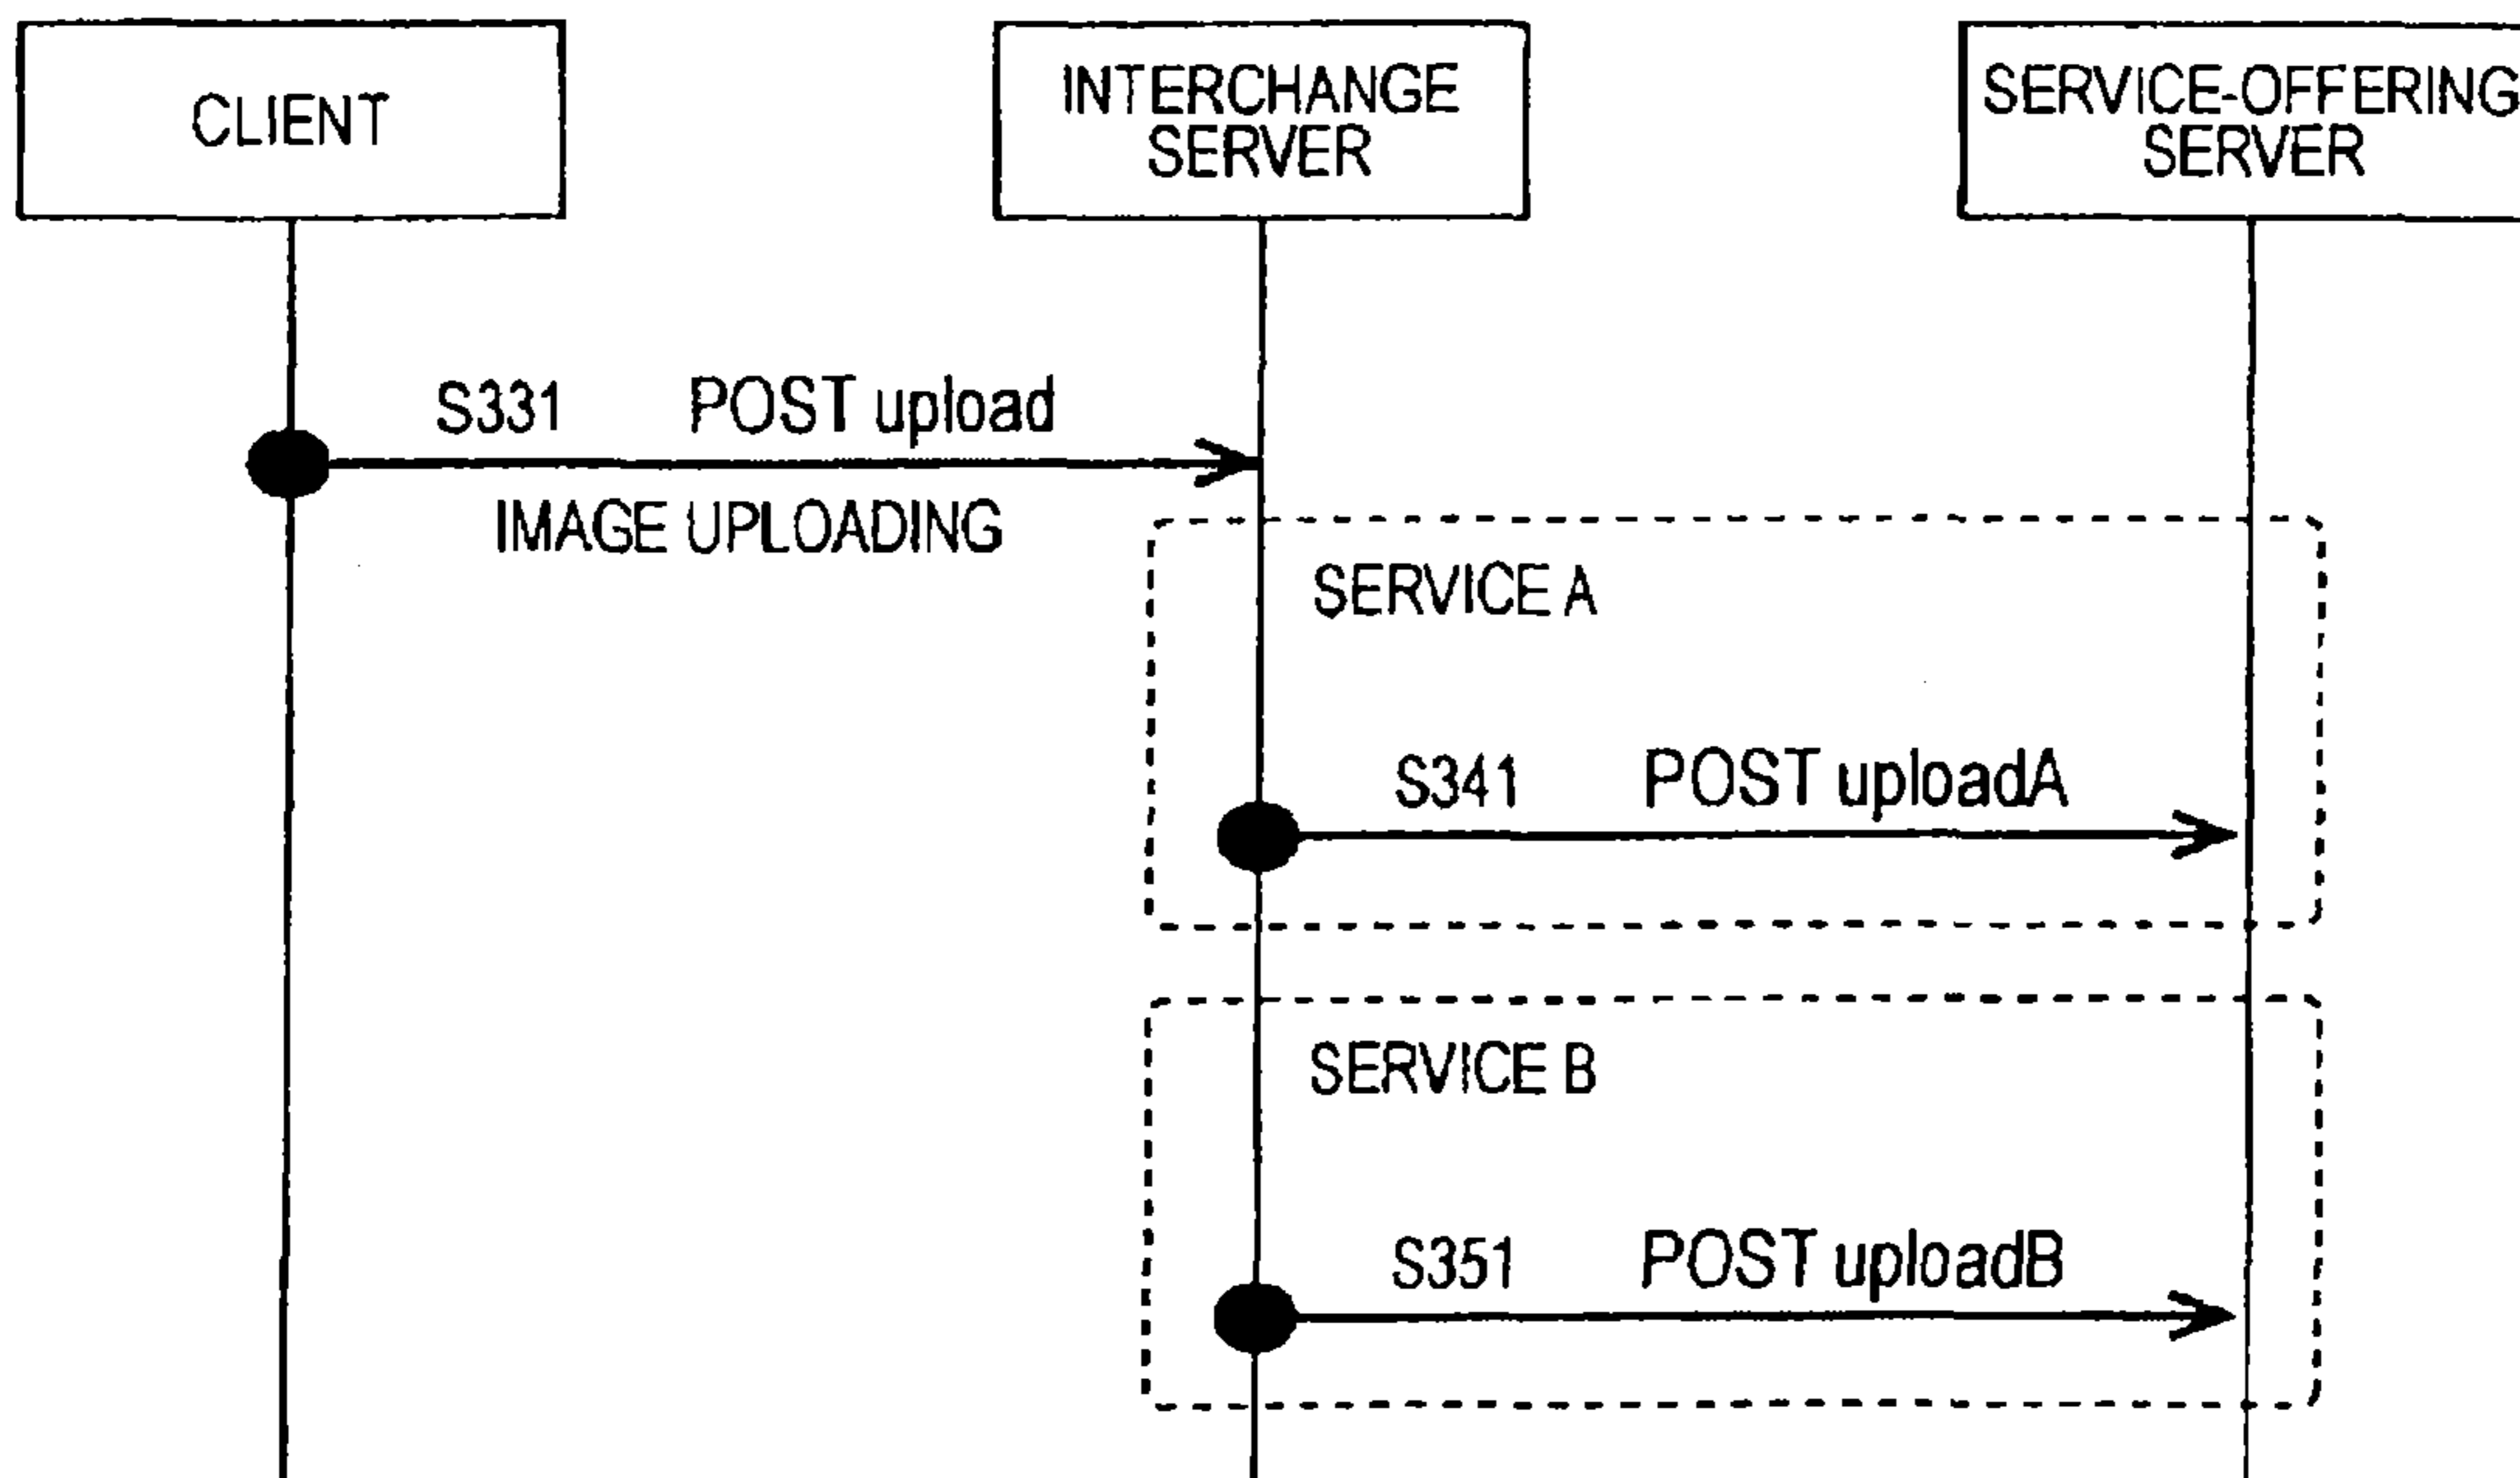 CLIENT
INTERCHANGE
SERVER
SERVICE-OFFERING
SERVER
S331 POST upload
IMAGE UPLOADING
SERVICE A
S341 POST uploadA
SERVICE B
S351 POST uploadB